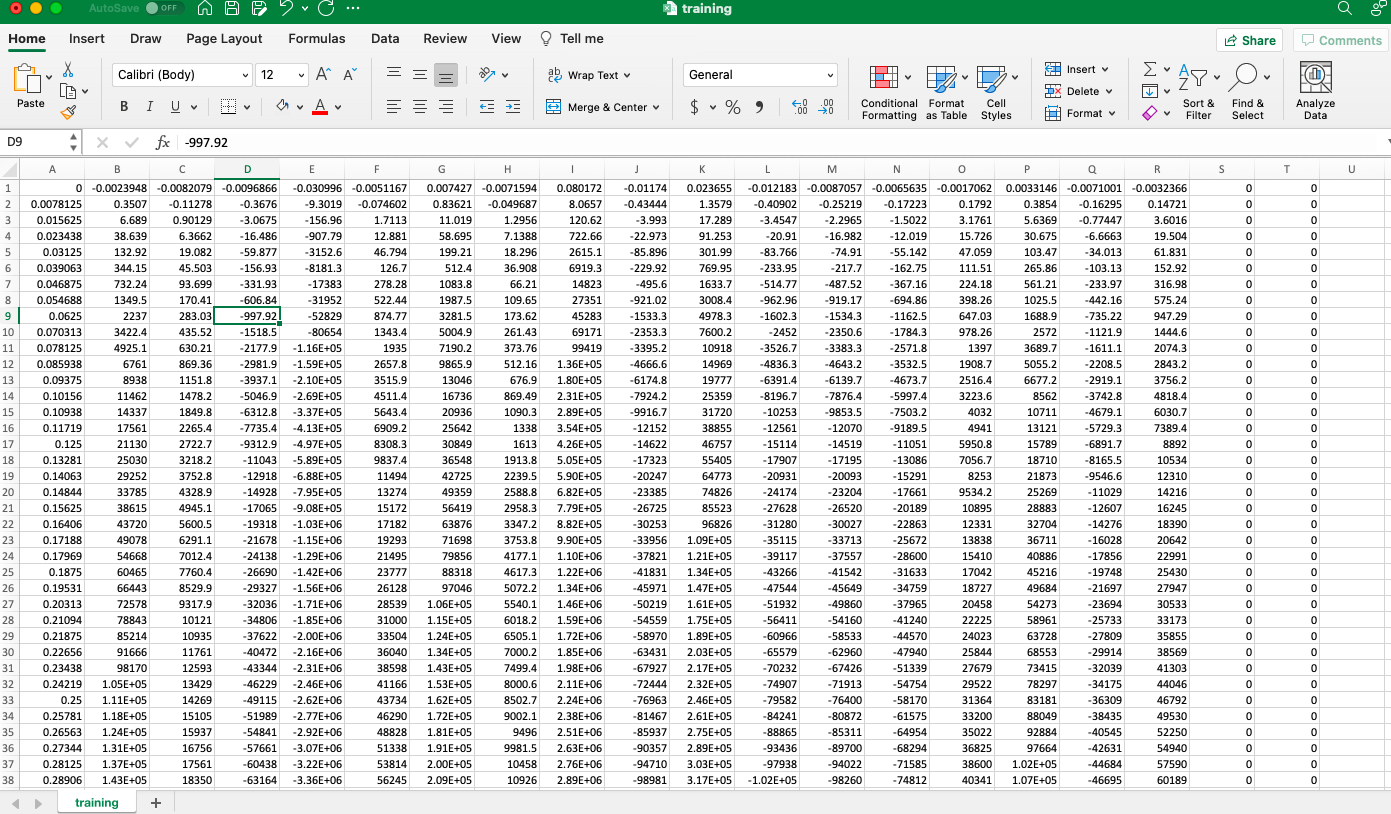 AutoSave OFF training
Home Insert Draw Page Layout Formulas Data Review View Tell me Share Comments
Paste Calibri (Body) 12 A A Wrap Text General Conditional Formatting Format as Table Cell Styles Insert Delete Format Sort & Filter Find & Select Analyze Data
B I U A Merge & Center $ % 9
D9 fx -997.92
A B C D E F G H I J K L M N O P Q R S T U
1 0 -0.0023948 -0.0082079 -0.0096866 -0.030996 -0.0051167 0.007427 -0.0071594 0.080172 -0.01174 0.023655 -0.012183 -0.0087057 -0.0065635 -0.0017062 0.0033146 -0.0071001 -0.0032366 0 0
2 0.0078125 0.3507 -0.11278 -0.3676 -9.3019 -0.074602 0.83621 -0.049687 8.0657 -0.43444 1.3579 -0.40902 -0.25219 -0.17223 0.1792 0.3854 -0.16295 0.14721 0 0
3 0.015625 6.689 0.90129 -3.0675 -156.96 1.7113 11.019 1.2956 120.62 -3.993 17.289 -3.4547 -2.2965 -1.5022 3.1761 5.6369 -0.77447 3.6016 0 0
4 0.023438 38.639 6.3662 -16.486 -907.79 12.881 58.695 7.1388 722.66 -22.973 91.253 -20.91 -16.982 -12.019 15.726 30.675 -6.6663 19.504 0 0
5 0.03125 132.92 19.082 -59.877 -3152.6 46.794 199.21 18.296 2615.1 -85.896 301.99 -83.766 -74.91 -55.142 47.059 103.47 -34.013 61.831 0 0
6 0.039063 344.15 45.503 -156.93 -8181.3 126.7 512.4 36.908 6919.3 -229.92 769.95 -233.95 -217.7 -162.75 111.51 265.86 -103.13 152.92 0 0
7 0.046875 732.24 93.699 -331.93 -17383 278.28 1083.8 66.21 14823 -495.6 1633.7 -514.77 -487.52 -367.16 224.18 561.21 -233.97 316.98 0 0
8 0.054688 1349.5 170.41 -606.84 -31952 522.44 1987.5 109.65 27351 -921.02 3008.4 -962.96 -919.17 -694.86 398.26 1025.5 -442.16 575.24 0 0
9 0.0625 2237 283.03 -997.92 -52829 874.77 3281.5 173.62 45283 -1533.3 4978.3 -1602.3 -1534.3 -1162.5 647.03 1688.9 -735.22 947.29 0 0
10 0.070313 3422.4 435.52 -1518.5 -80654 1343.4 5004.9 261.43 69171 -2353.3 7600.2 -2452 -2350.6 -1784.3 978.26 2572 -1121.9 1444.6 0 0
11 0.078125 4925.1 630.21 -2177.9 -1.16E+05 1935 7190.2 373.76 99419 -3395.2 10918 -3526.7 -3383.3 -2571.8 1397 3689.7 -1611.1 2074.3 0 0
12 0.085938 6761 869.36 -2981.9 -1.59E+05 2657.8 9865.9 512.16 1.36E+05 -4666.6 14969 -4836.3 -4643.2 -3532.5 1908.7 5055.2 -2208.5 2843.2 0 0
13 0.09375 8938 1151.8 -3937.1 -2.10E+05 3515.9 13046 676.9 1.80E+05 -6174.8 19777 -6391.4 -6139.7 -4673.7 2516.4 6677.2 -2919.1 3756.2 0 0
14 0.10156 11462 1478.2 -5046.9 -2.69E+05 4511.4 16736 869.49 2.31E+05 -7924.2 25359 -8196.7 -7876.4 -5997.4 3223.6 8562 -3742.8 4818.4 0 0
15 0.10938 14337 1849.8 -6312.8 -3.37E+05 5643.4 20936 1090.3 2.89E+05 -9916.7 31720 -10253 -9853.5 -7503.2 4032 10711 -4679.1 6030.7 0 0
16 0.11719 17561 2265.4 -7735.4 -4.13E+05 6909.2 25642 1338 3.54E+05 -12152 38855 -12561 -12070 -9189.5 4941 13121 -5729.3 7389.4 0 0
17 0.125 21130 2722.7 -9312.9 -4.97E+05 8308.3 30849 1613 4.26E+05 -14622 46757 -15114 -14519 -11051 5950.8 15789 -6891.7 8892 0 0
18 0.13281 25030 3218.2 -11043 -5.89E+05 9837.4 36548 1913.8 5.05E+05 -17323 55405 -17907 -17195 -13086 7056.7 18710 -8165.5 10534 0 0
19 0.14063 29252 3752.8 -12918 -6.88E+05 11494 42725 2239.5 5.90E+05 -20247 64773 -20931 -20093 -15291 8253 21873 -9546.6 12310 0 0
20 0.14844 33785 4328.9 -14928 -7.95E+05 13274 49359 2588.8 6.82E+05 -23385 74826 -24174 -23204 -17661 9534.2 25269 -11029 14216 0 0
21 0.15625 38615 4945.1 -17065 -9.08E+05 15172 56419 2958.3 7.79E+05 -26725 85523 -27628 -26520 -20189 10895 28883 -12607 16245 0 0
22 0.16406 43720 5600.5 -19318 -1.03E+06 17182 63876 3347.2 8.82E+05 -30253 96826 -31280 -30027 -22863 12331 32704 -14276 18390 0 0
23 0.17188 49078 6291.1 -21678 -1.15E+06 19293 71698 3753.8 9.90E+05 -33956 1.09E+05 -35115 -33713 -25672 13838 36711 -16028 20642 0 0
24 0.17969 54668 7012.4 -24138 -1.29E+06 21495 79856 4177.1 1.10E+06 -37821 1.21E+05 -39117 -37557 -28600 15410 40886 -17856 22991 0 0
25 0.1875 60465 7760.4 -26690 -1.42E+06 23777 88318 4617.3 1.22E+06 -41831 1.34E+05 -43266 -41542 -31633 17042 45216 -19748 25430 0 0
26 0.19531 66443 8529.9 -29327 -1.56E+06 26128 97046 5072.2 1.34E+06 -45971 1.47E+05 -47544 -45649 -34759 18727 49684 -21697 27947 0 0
27 0.20313 72578 9317.9 -32036 -1.71E+06 28539 1.06E+05 5540.1 1.46E+06 -50219 1.61E+05 -51932 -49860 -37965 20458 54273 -23694 30533 0 0
28 0.21094 78843 10121 -34806 -1.85E+06 31000 1.15E+05 6018.2 1.59E+06 -54559 1.75E+05 -56411 -54160 -41240 22225 58961 -25733 33173 0 0
29 0.21875 85214 10935 -37622 -2.00E+06 33504 1.24E+05 6505.1 1.72E+06 -58970 1.89E+05 -60966 -58533 -44570 24023 63728 -27809 35855 0 0
30 0.22656 91666 11761 -40472 -2.16E+06 36040 1.34E+05 7000.2 1.85E+06 -63431 2.03E+05 -65579 -62960 -47940 25844 68553 -29914 38569 0 0
31 0.23438 98170 12593 -43344 -2.31E+06 38598 1.43E+05 7499.4 1.98E+06 -67927 2.17E+05 -70232 -67426 -51339 27679 73415 -32039 41303 0 0
32 0.24219 1.05E+05 13429 -46229 -2.46E+06 41166 1.53E+05 8000.6 2.11E+06 -72444 2.32E+05 -74907 -71913 -54754 29522 78297 -34175 44046 0 0
33 0.25 1.11E+05 14269 -49115 -2.62E+06 43734 1.62E+05 8502.7 2.24E+06 -76963 2.46E+05 -79582 -76400 -58170 31364 83181 -36309 46792 0 0
34 0.25781 1.18E+05 15105 -51989 -2.77E+06 46290 1.72E+05 9002.1 2.38E+06 -81467 2.61E+05 -84241 -80872 -61575 33200 88049 -38435 49530 0 0
35 0.26563 1.24E+05 15937 -54841 -2.92E+06 48828 1.81E+05 9496 2.51E+06 -85937 2.75E+05 -88865 -85311 -64954 35022 92884 -40545 52250 0 0
36 0.27344 1.31E+05 16756 -57661 -3.07E+06 51338 1.91E+05 9981.5 2.63E+06 -90357 2.89E+05 -93436 -89700 -68294 36825 97664 -42631 54940 0 0
37 0.28125 1.37E+05 17561 -60438 -3.22E+06 53814 2.00E+05 10458 2.76E+06 -94710 3.03E+05 -97938 -94022 -71585 38600 1.02E+05 -44684 57590 0 0
38 0.28906 1.43E+05 18350 -63164 -3.36E+06 56245 2.09E+05 10926 2.89E+06 -98981 3.17E+05 -1.02E+05 -98260 -74812 40341 1.07E+05 -46695 60189 0 0
training +